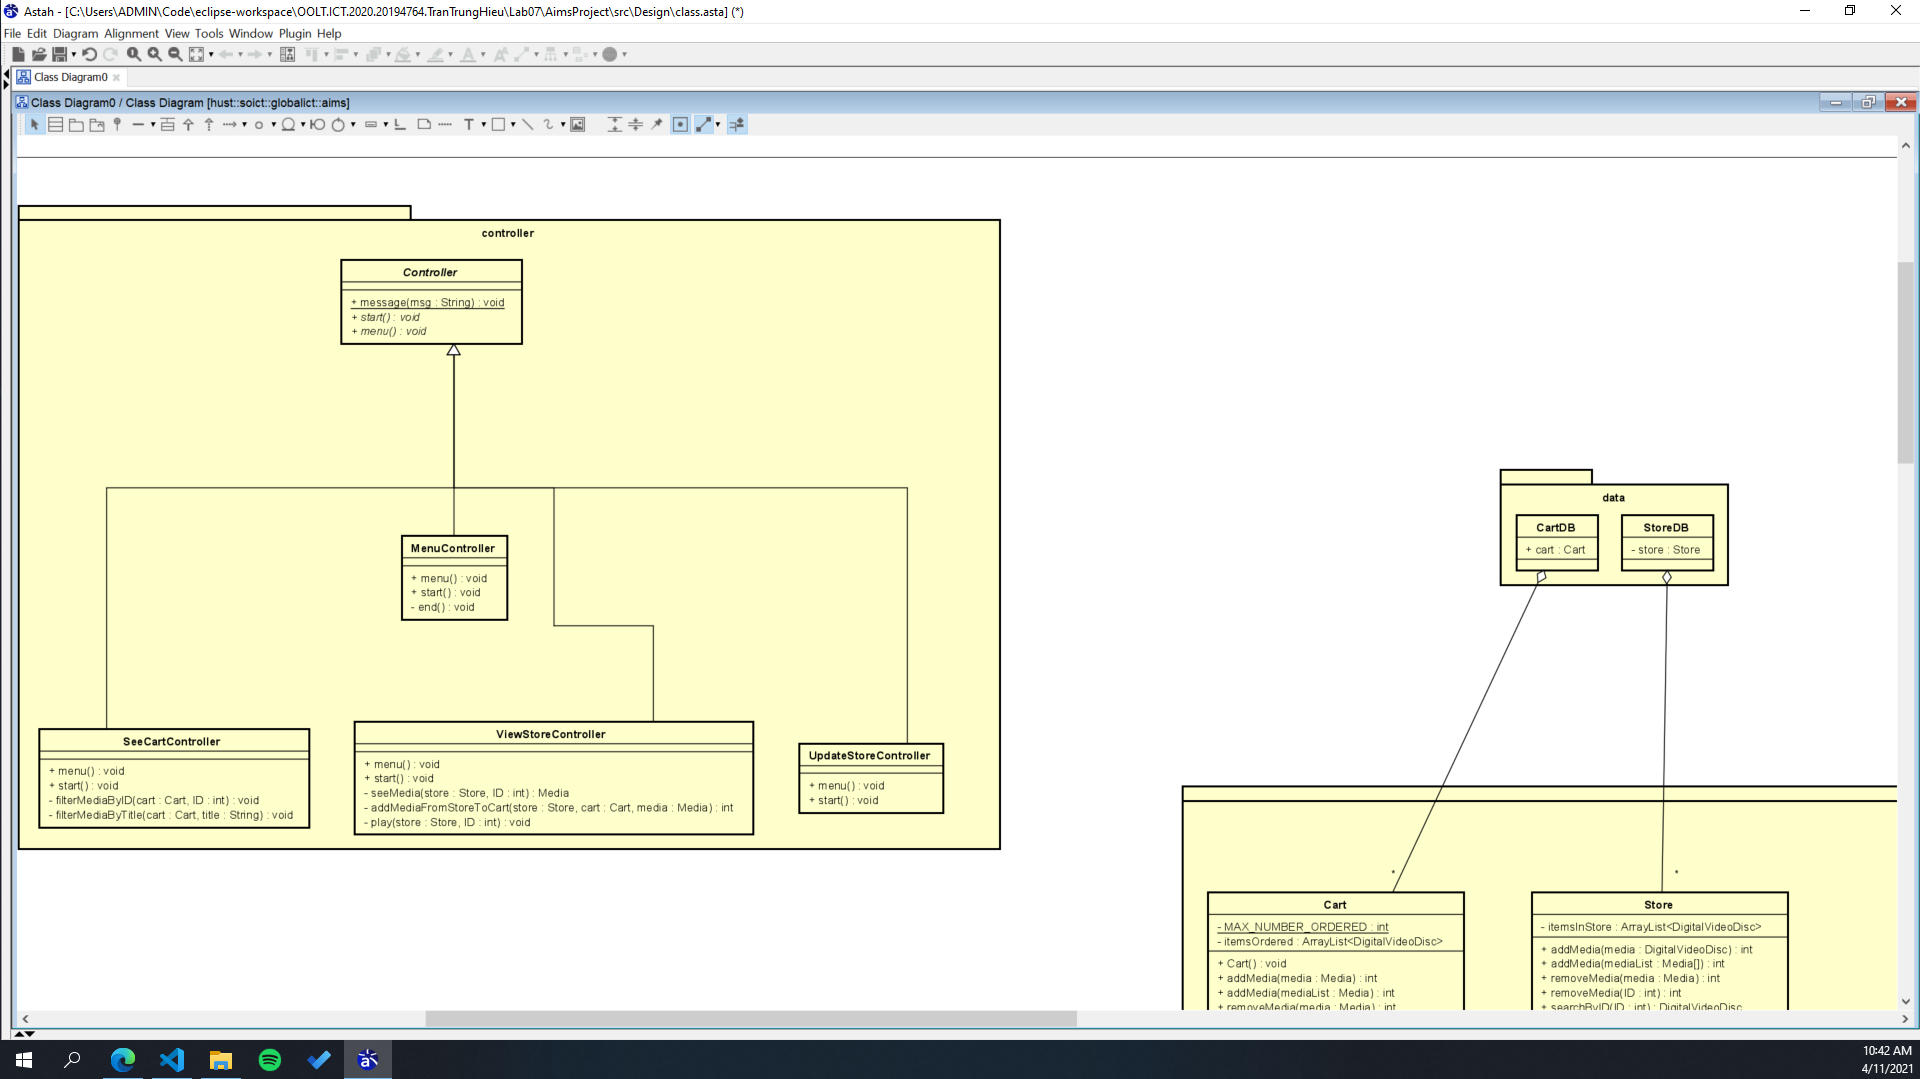 Astah - [C:\Users\ADMIN\Code\eclipse-workspace\OOLT.ICT.2020.20194764.TranTrungHieu\Lab07\AimsProject\src\Design\class.asta] (*)
File Edit Diagram Alignment View Tools Window Plugin Help
Class Diagram0
Class Diagram0 / Class Diagram [hust::soict::globalict::aims]
controller
Controller
+ message(msg : String) : void
+ start() : void
+ menu() : void
MenuController
+ menu() : void
+ start() : void
- end() : void
SeeCartController
+ menu() : void
+ start() : void
- filterMediaByID(cart : Cart, ID : int) : void
- filterMediaByTitle(cart : Cart, title : String) : void
ViewStoreController
+ menu() : void
+ start() : void
- seeMedia(store : Store, ID : int) : Media
- addMediaFromStoreToCart(store : Store, cart : Cart, media : Media) : int
- play(store : Store, ID : int) : void
UpdateStoreController
+ menu() : void
+ start() : void
data
CartDB
+ cart : Cart
StoreDB
- store : Store
*
*
Cart
- MAX_NUMBER_ORDERED : int
- itemsOrdered : ArrayList<DigitalVideoDisc>
+ Cart() : void
+ addMedia(media : Media) : int
+ addMedia(mediaList : Media) : int
+ removeMedia(media : Media) : int
Store
- itemsInStore : ArrayList<DigitalVideoDisc>
+ addMedia(media : DigitalVideoDisc) : int
+ addMedia(mediaList : Media[]) : int
+ removeMedia(media : Media) : int
+ removeMedia(ID : int) : int
+ searchByID(ID : int) : DigitalVideoDisc
10:42 AM
4/11/2021